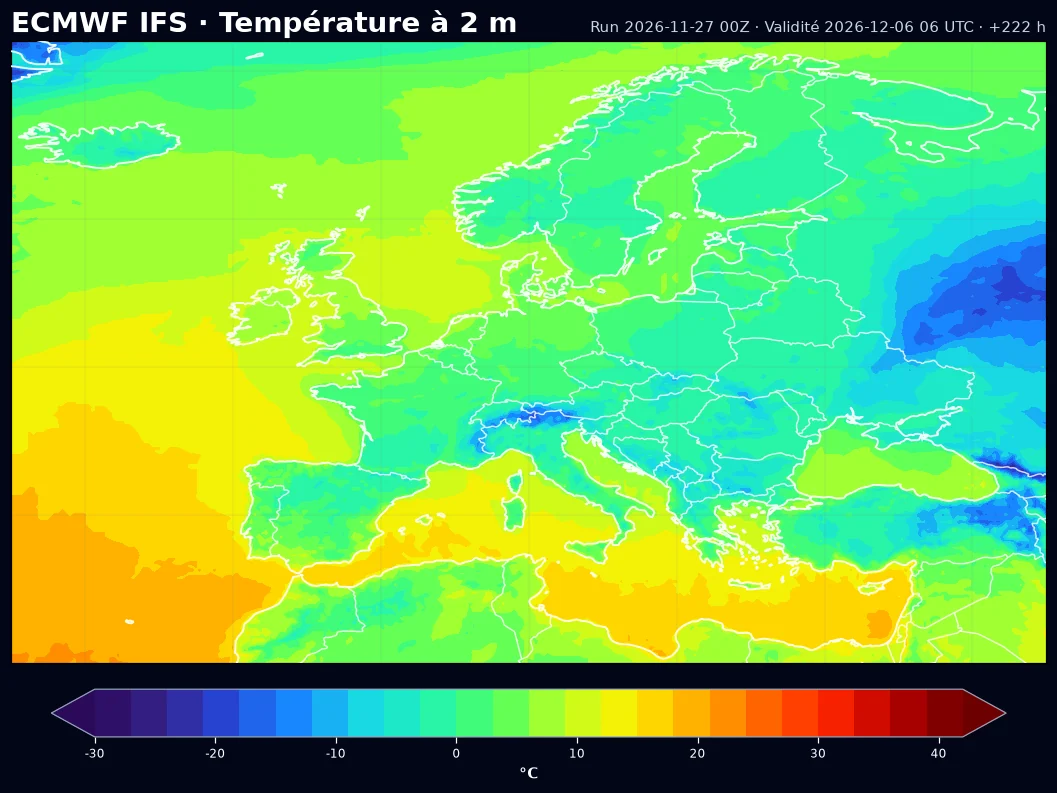 ECMWF IFS · Température à 2 m
Run 2026-11-27 00Z · Validité 2026-12-06 06 UTC · +222 h
-30 -20 -10 0 10 20 30 40
°C